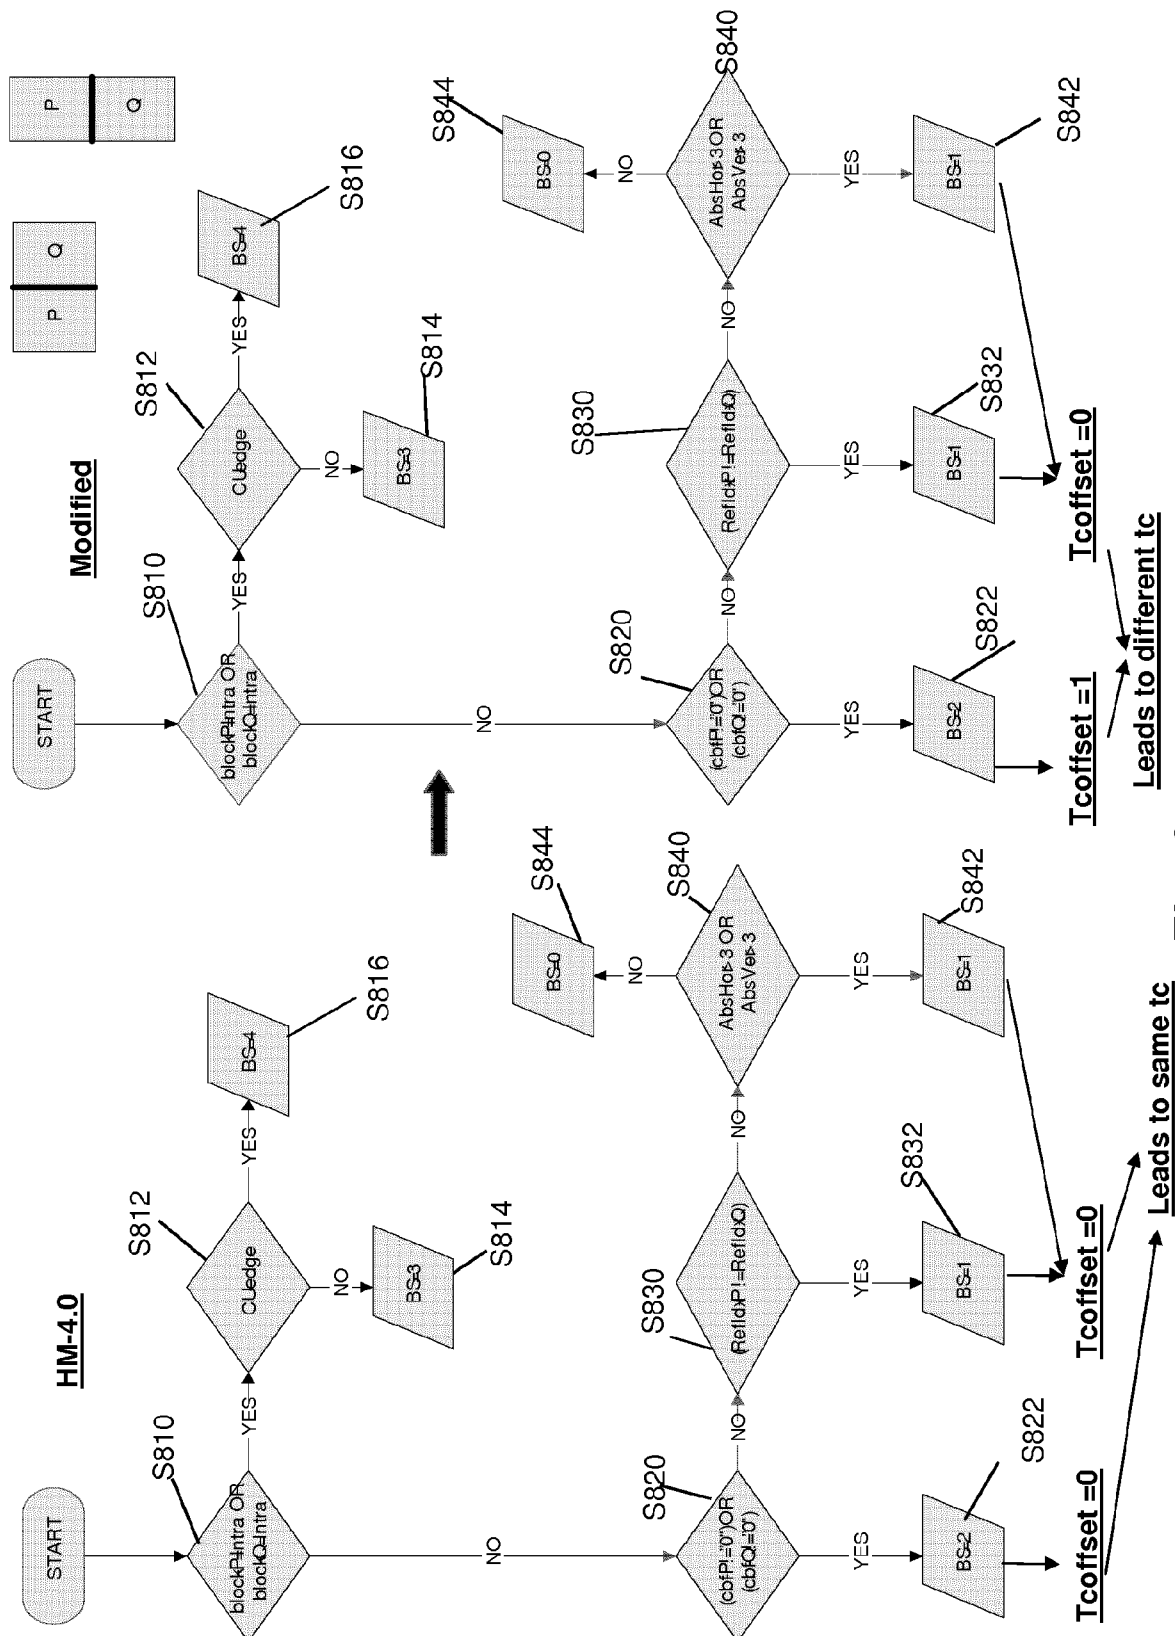 HM-4.0
START
S810
blockP=Intra OR
blockQ=Intra
YES
S812
CUedge
YES
BS=4
S816
NO
BS=3
S814
NO
S820
(cbfP!="0")OR
(cbfQ!="0")
NO
S830
(RefIdxP!=RefIdxQ)
NO
S840
AbsHor>3 OR
AbsVer>3
NO
BS=0
S844
YES
BS=2
S822
YES
BS=1
S832
YES
BS=1
S842
Tcoffset =0
Tcoffset =0
Leads to same tc
Modified
P
Q
P
Q
START
S810
blockP=Intra OR
blockQ=Intra
YES
S812
CUedge
YES
BS=4
S816
NO
BS=3
S814
NO
S820
(cbfP!="0")OR
(cbfQ!="0")
NO
S830
(RefIdxP!=RefIdxQ)
NO
S840
AbsHor>3 OR
AbsVer>3
NO
BS=0
S844
YES
BS=2
S822
YES
BS=1
S832
YES
BS=1
S842
Tcoffset =1
Tcoffset =0
Leads to different tc